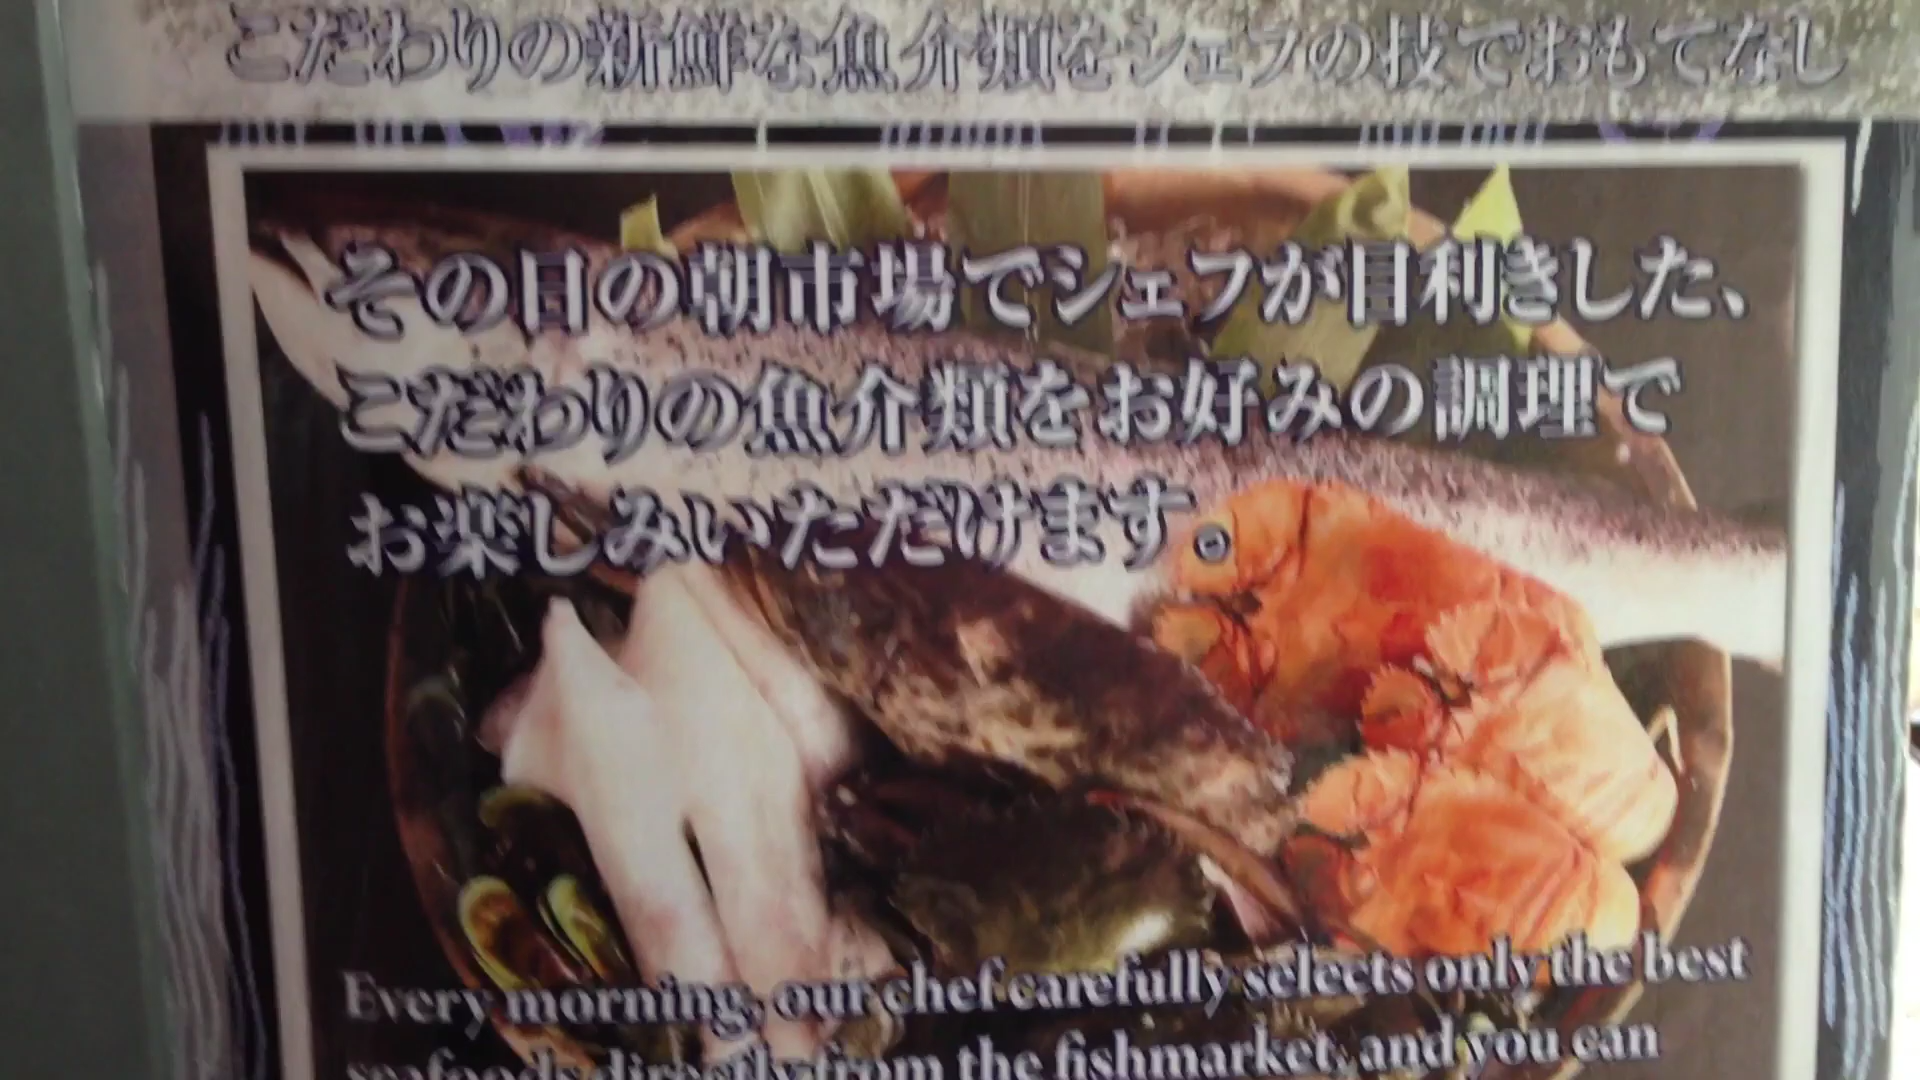 こだわりの新鮮な魚介類をシェフの技でおもてなし
その日の朝市場でシェフが目利きした、
こだわりの魚介類をお好みの調理で
お楽しみいただけます
Every morning, our chef carefully selects only the best
seafoods directly from the fishmarket, and you can